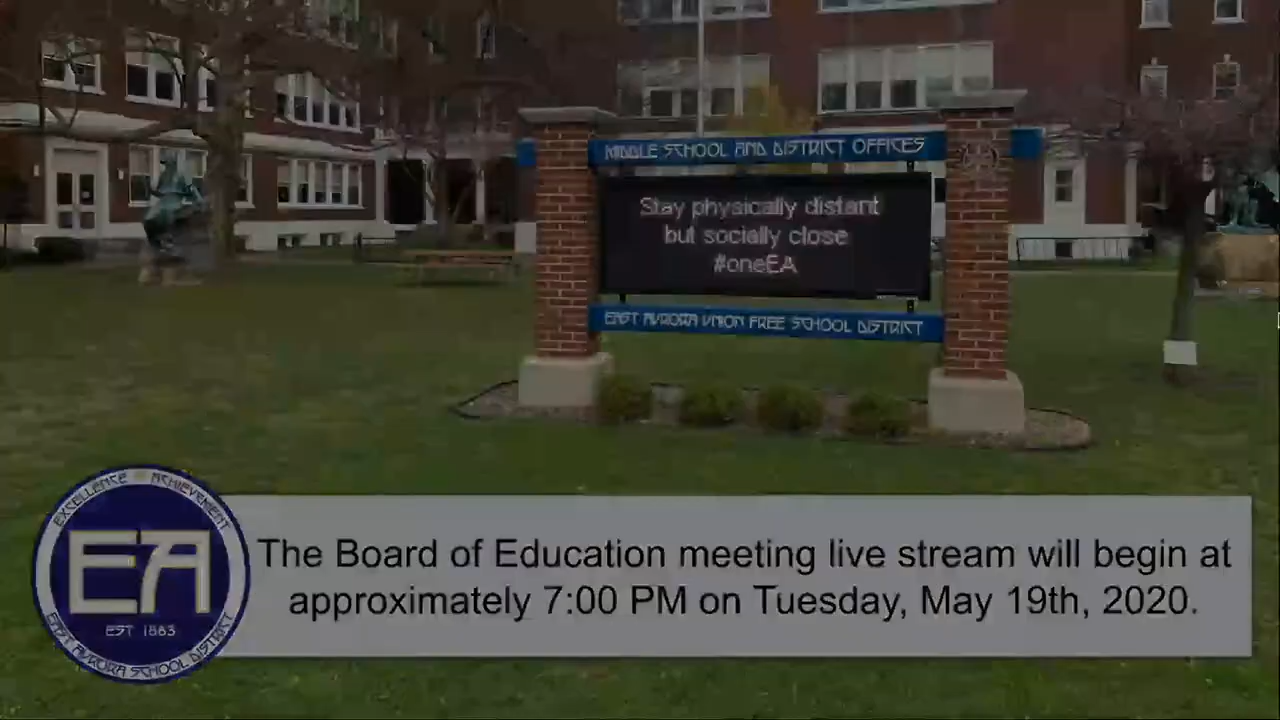 MIDDLE SCHOOL AND DISTRICT OFFICES
Stay physically distant
but socially close
#oneEA
EAST AURORA UNION FREE SCHOOL DISTRICT
EXCELLENCE ACHIEVEMENT
EA
EST 1883
EAST AURORA SCHOOL DISTRICT
The Board of Education meeting live stream will begin at
approximately 7:00 PM on Tuesday, May 19th, 2020.